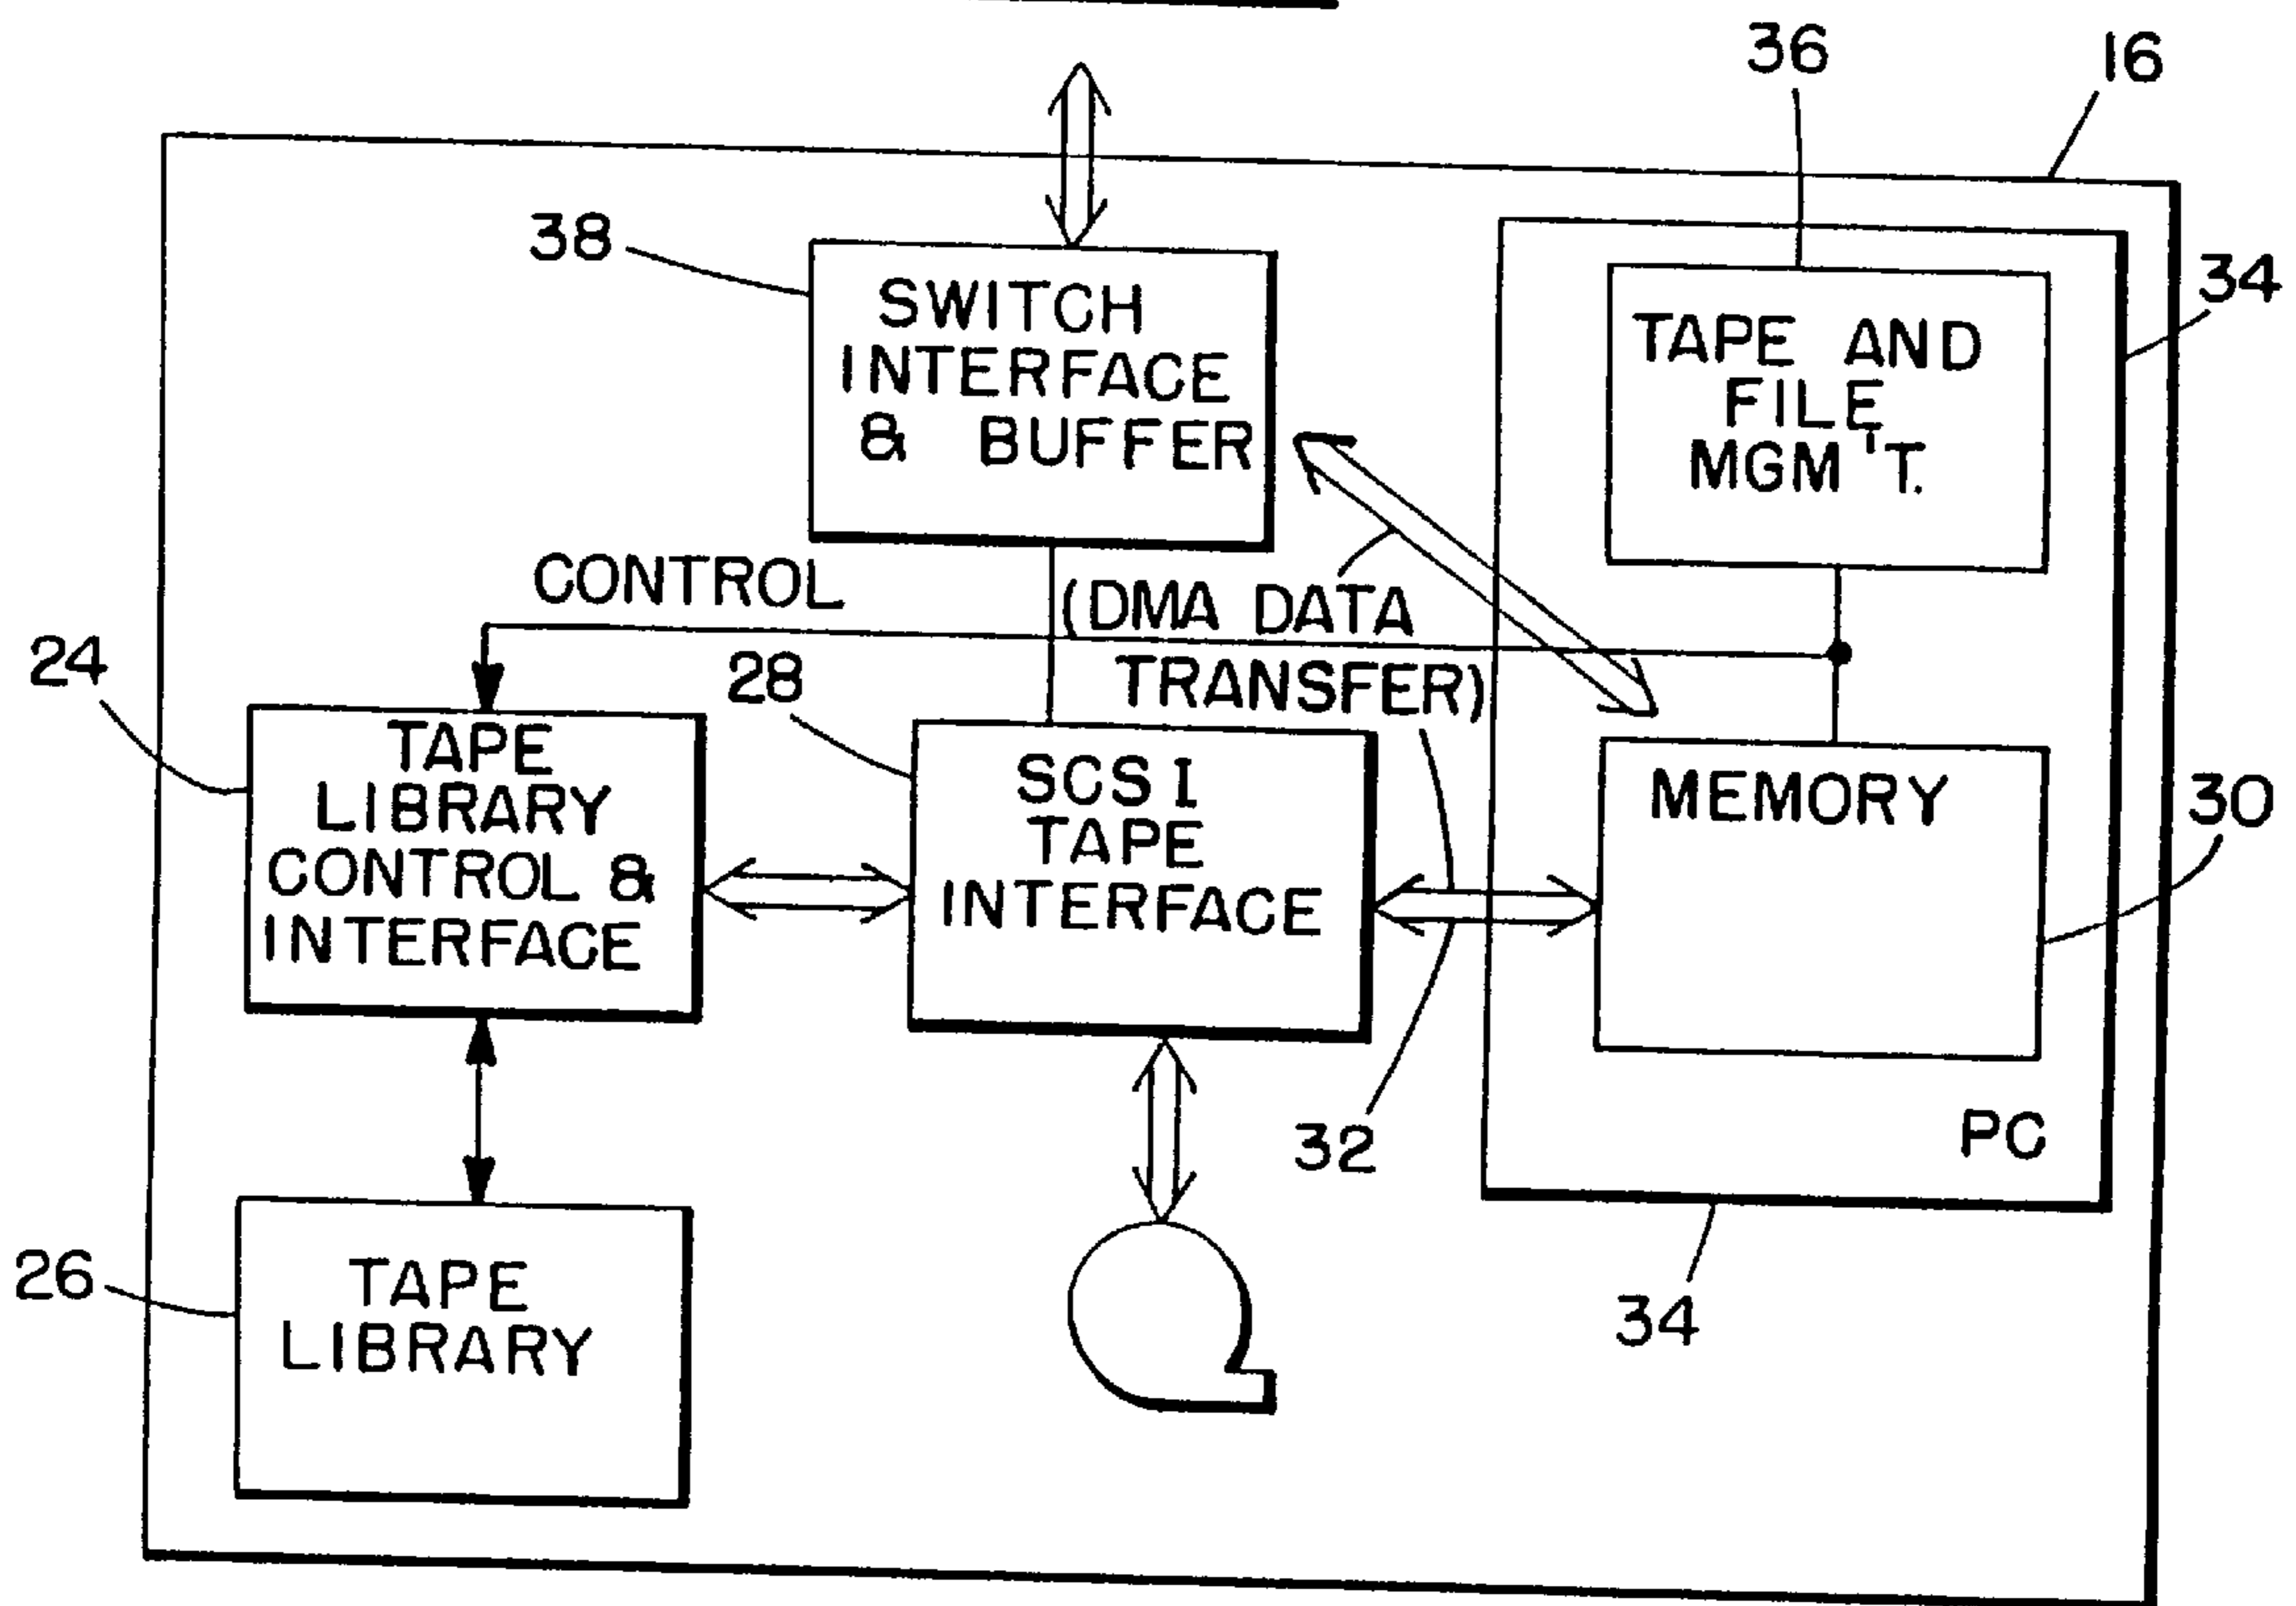 36
16
38
SWITCH
INTERFACE
& BUFFER
34
TAPE AND
FILE
MGM'T.
CONTROL
(DMA DATA
TRANSFER)
24
28
TAPE
LIBRARY
CONTROL &
INTERFACE
SCSI
TAPE
INTERFACE
MEMORY
30
32
PC
26
TAPE
LIBRARY
34